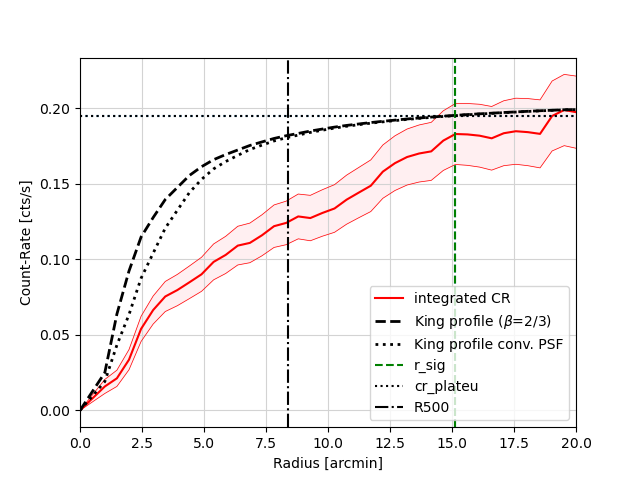 0.20
0.15
0.10
0.05
0.00
Count-Rate [cts/s]
integrated CR
King profile (β=2/3)
King profile conv. PSF
r_sig
cr_plateu
R500
0.0 2.5 5.0 7.5 10.0 12.5 15.0 17.5 20.0
Radius [arcmin]